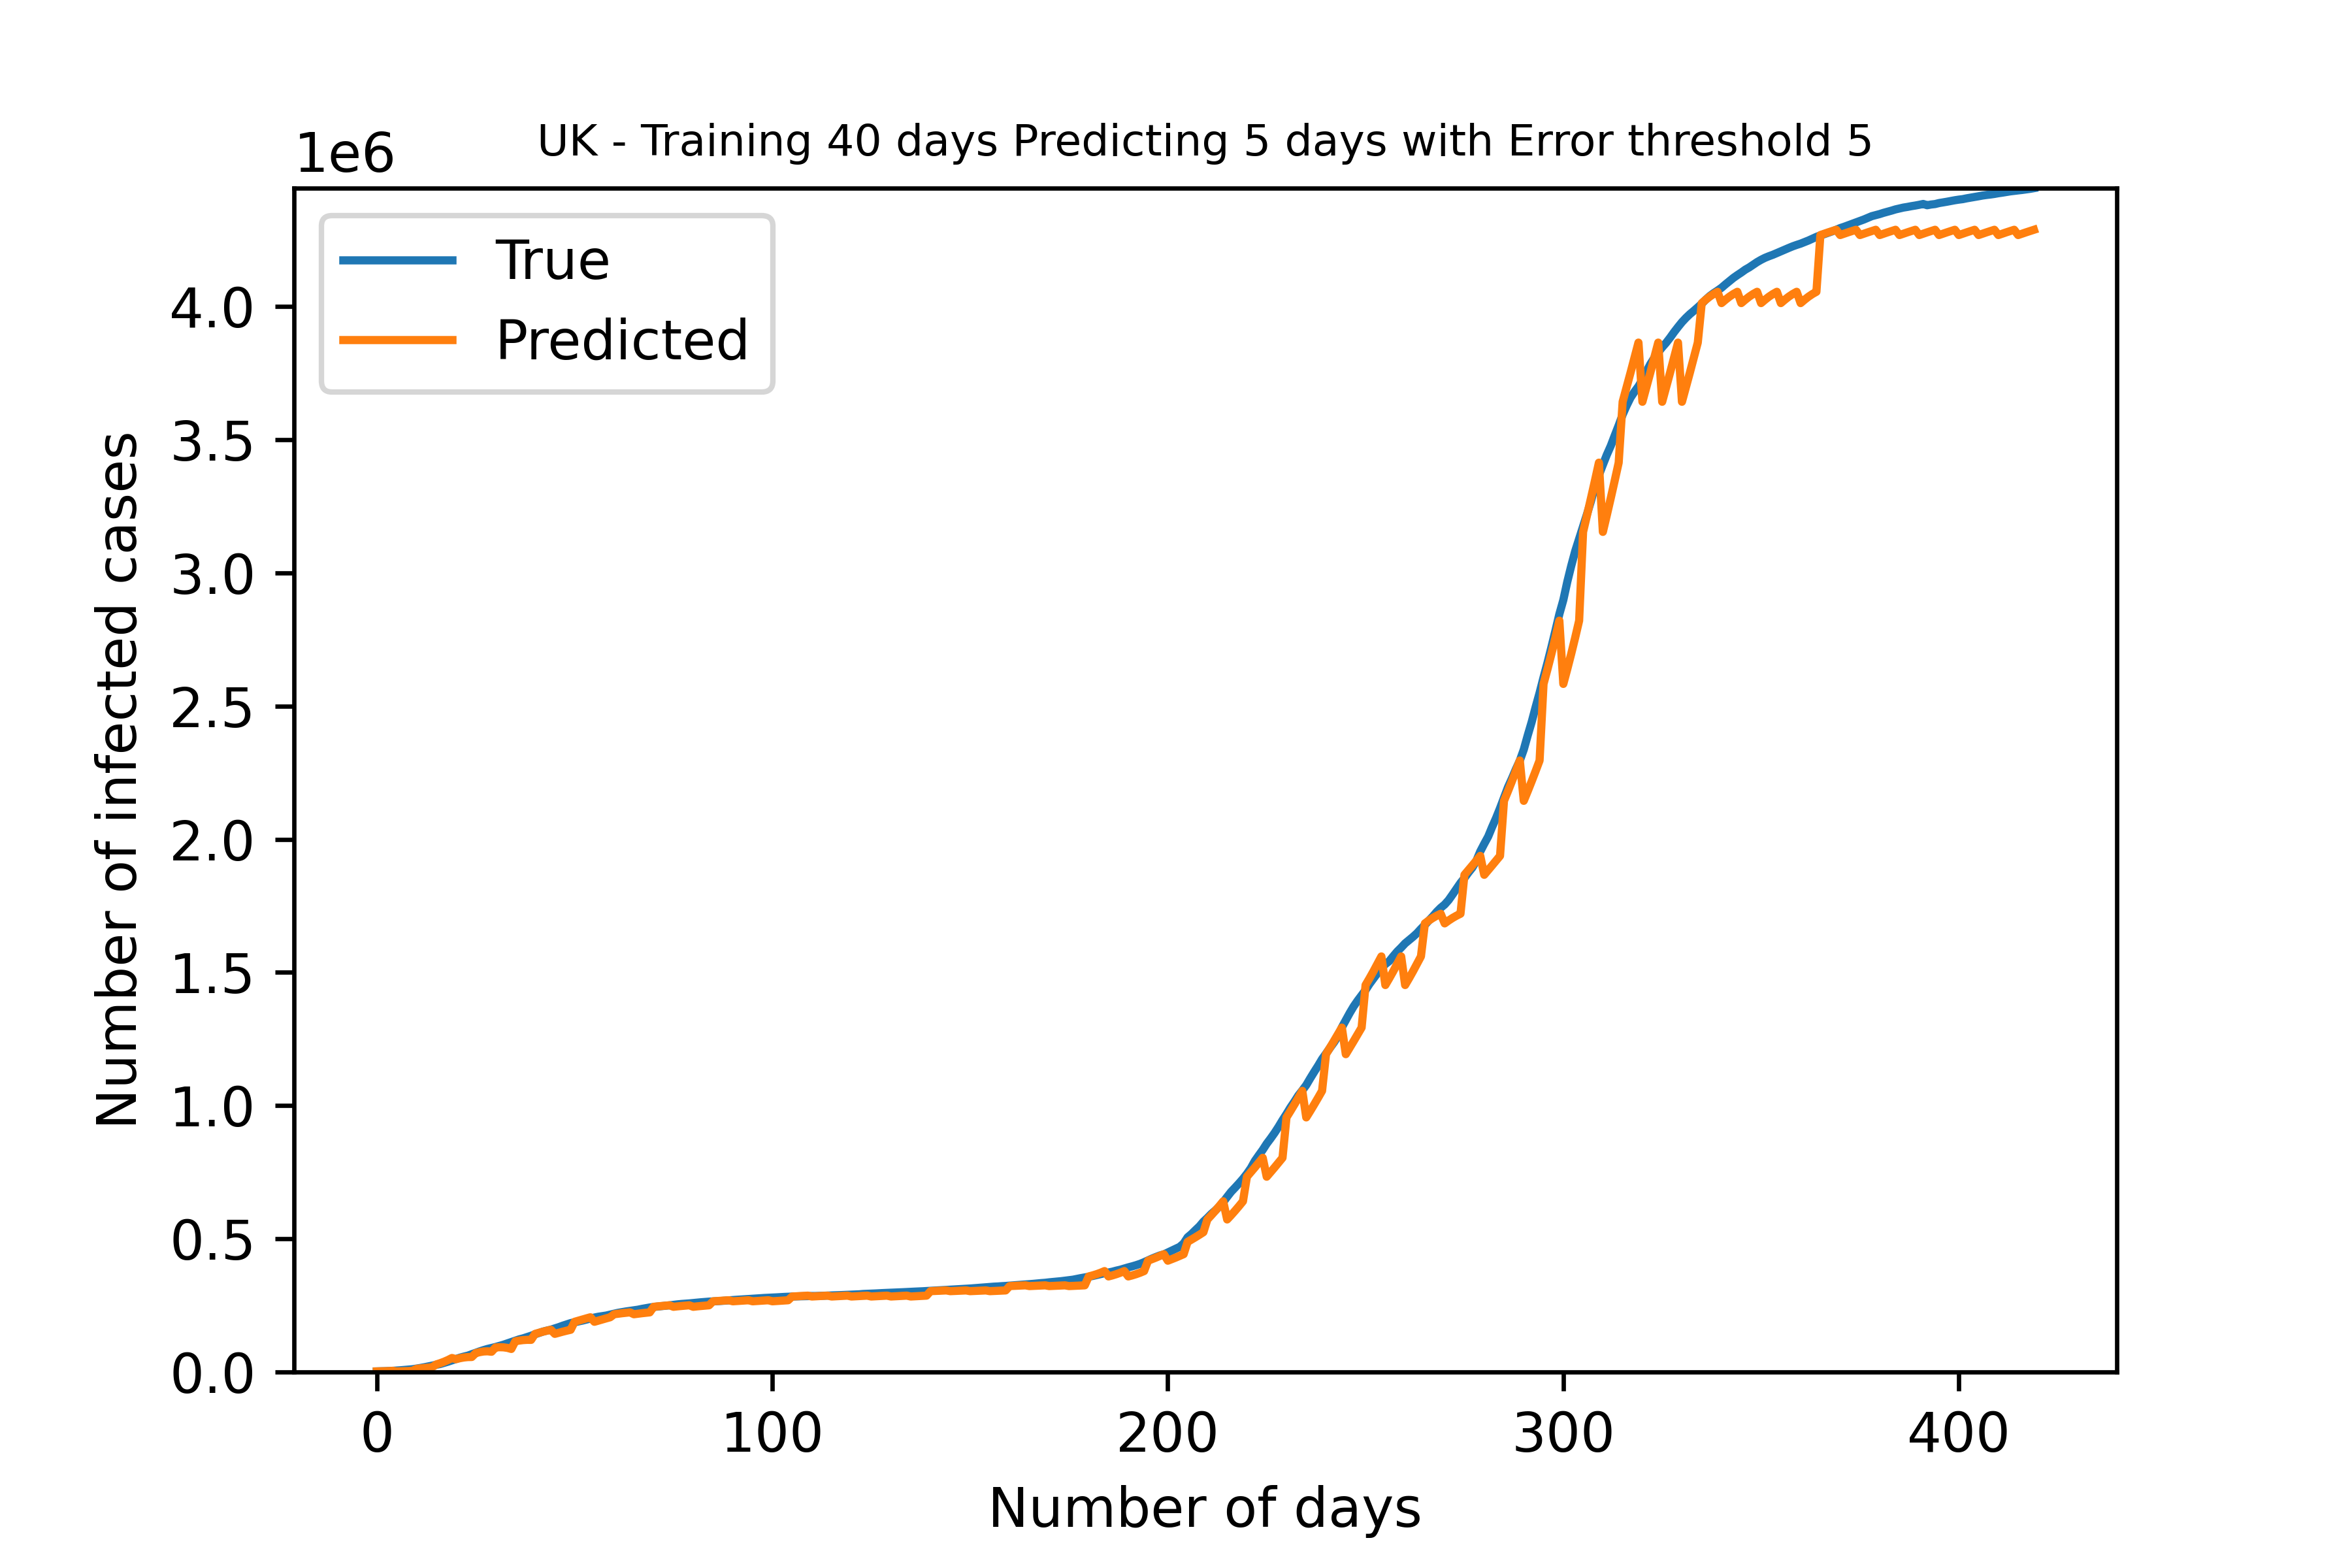 UK - Training 40 days Predicting 5 days with Error threshold 5
1e6
True
Predicted
4.0
3.5
3.0
2.5
2.0
1.5
1.0
0.5
0.0
Number of infected cases
0 100 200 300 400
Number of days